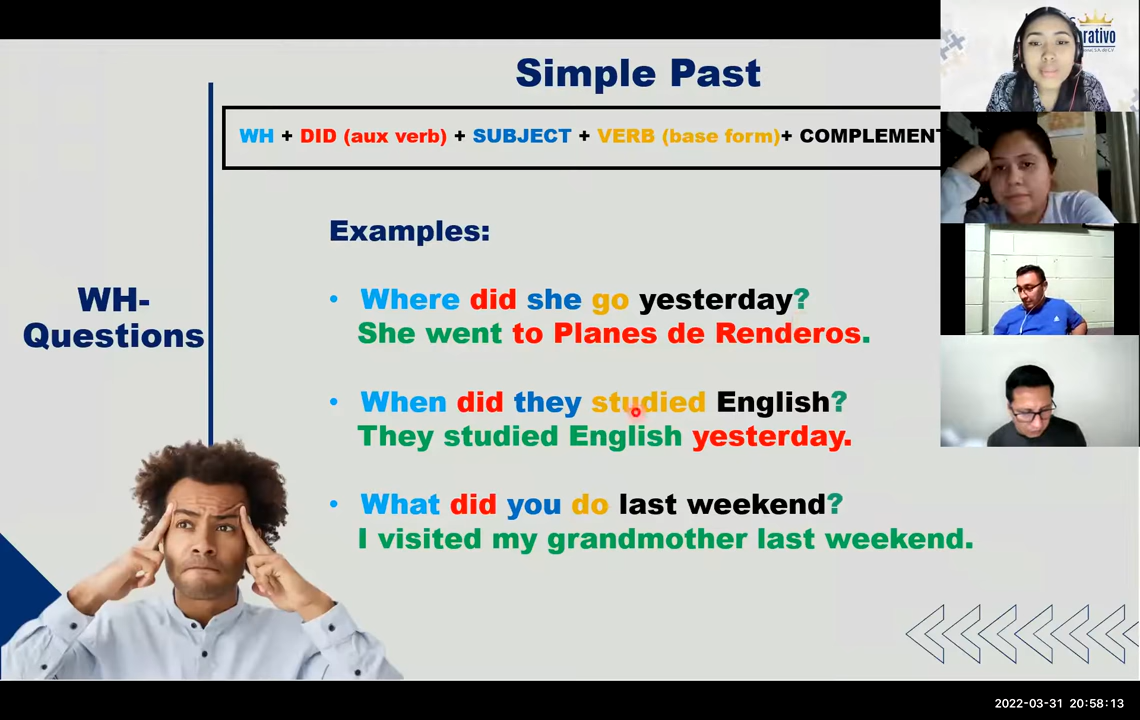 Simple Past
WH + DID (aux verb) + SUBJECT + VERB (base form)+ COMPLEMENT
Examples:
WH-
Questions
• Where did she go yesterday?
She went to Planes de Renderos.
• When did they studied English?
They studied English yesterday.
• What did you do last weekend?
I visited my grandmother last weekend.
2022-03-31 20:58:13